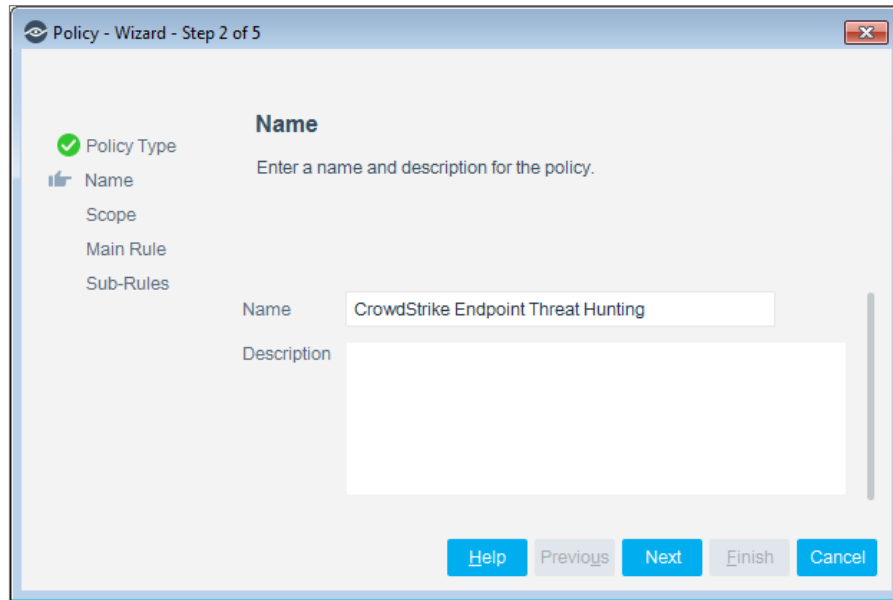 Policy - Wizard - Step 2 of 5
Policy Type
Name
Scope
Main Rule
Sub-Rules
Name
Enter a name and description for the policy.
Name CrowdStrike Endpoint Threat Hunting
Description
Help Previous Next Finish Cancel